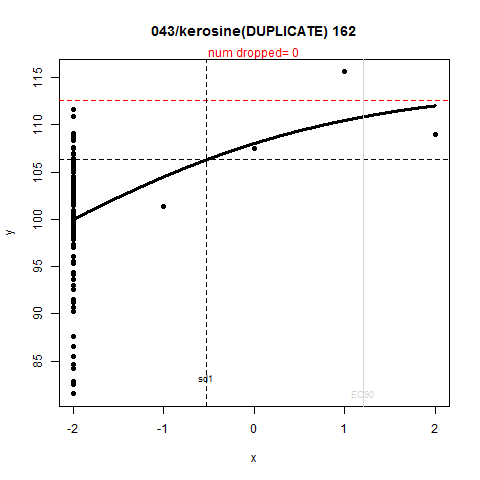 043/kerosine(DUPLICATE) 162
num dropped= 0
115
110
105
100
95
90
85
y
sd1
EC90
-2
-1
0
1
2
x